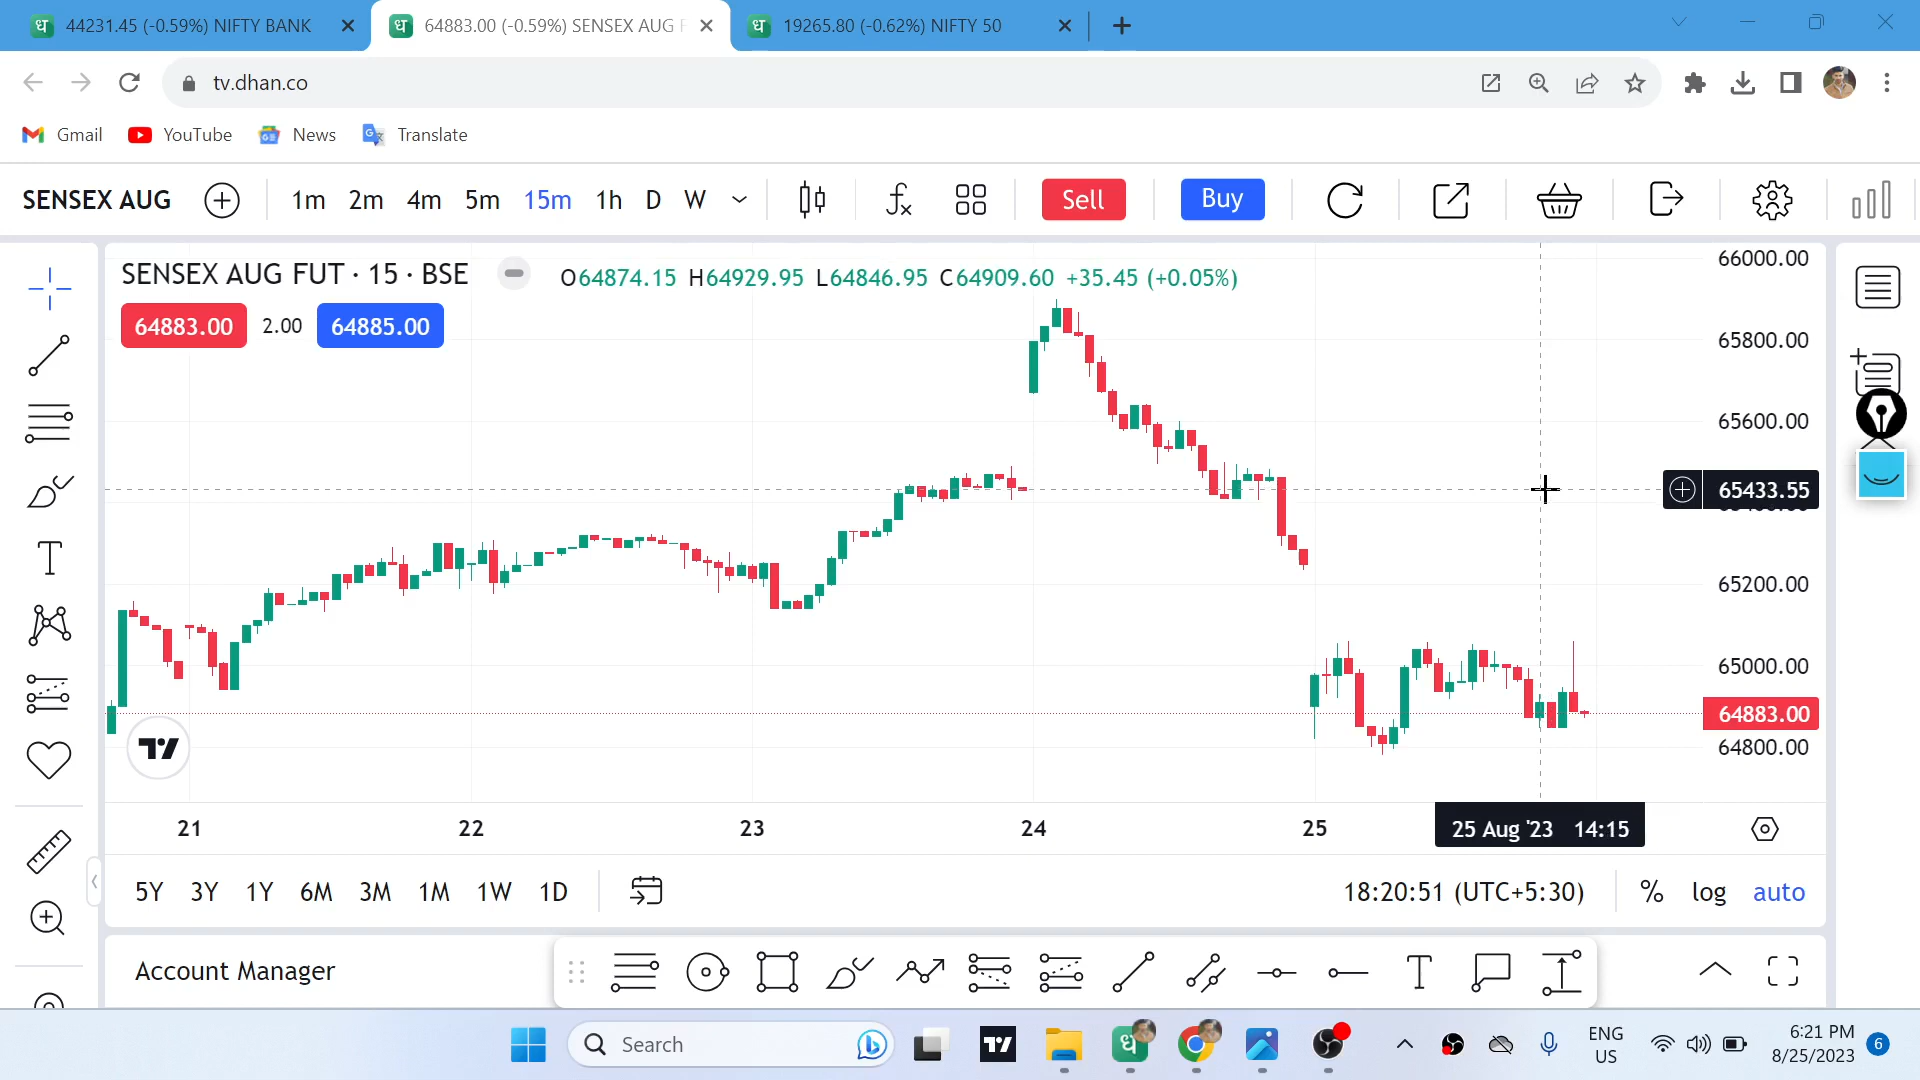 44231.45 (-0.59%) NIFTY BANK 64883.00 (-0.59%) SENSEX AUG F 19265.80 (-0.62%) NIFTY 50
tv.dhan.co
Gmail YouTube News Translate
SENSEX AUG 1m 2m 4m 5m 15m 1h D W Sell Buy
SENSEX AUG FUT · 15 · BSE O64874.15 H64929.95 L64846.95 C64909.60 +35.45 (+0.05%)
64883.00 2.00 64885.00
66000.00
65800.00
65600.00
65433.55
65200.00
65000.00
64883.00
64800.00
21 22 23 24 25 25 Aug '23 14:15
5Y 3Y 1Y 6M 3M 1M 1W 1D 18:20:51 (UTC+5:30) % log auto
Account Manager
Search
ENG
US
6:21 PM
8/25/2023
6